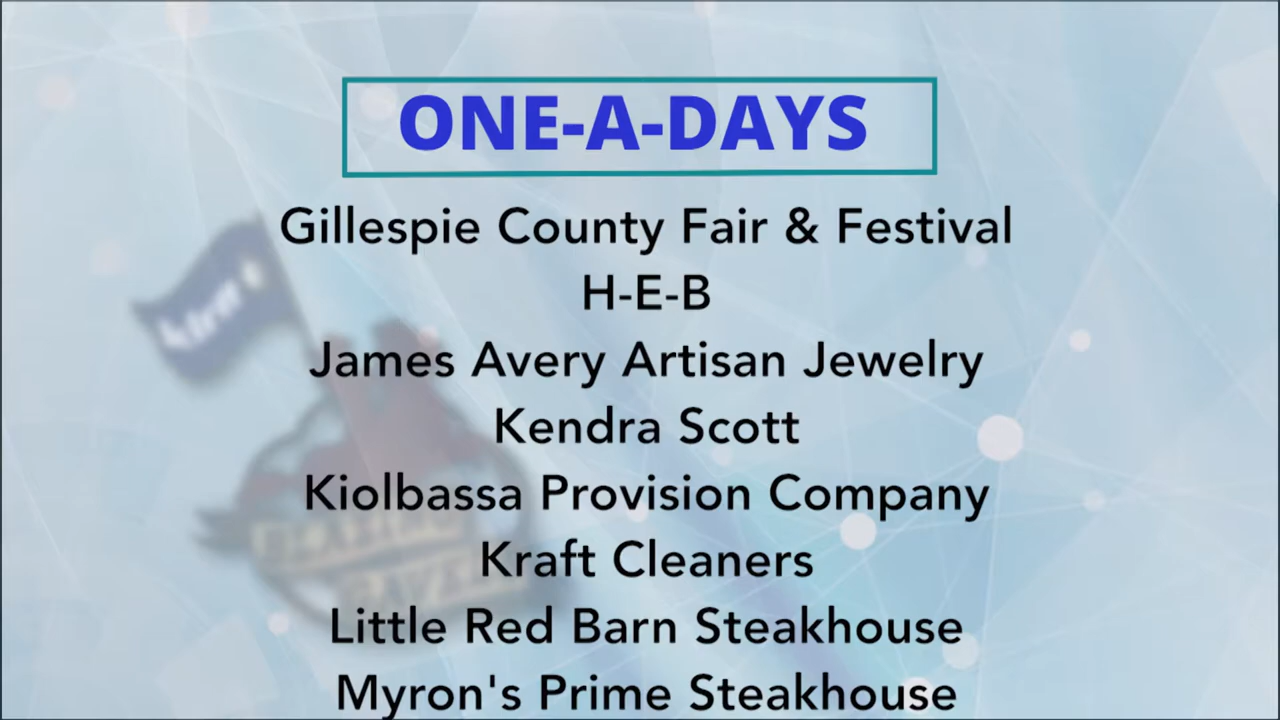 ONE-A-DAYS
Gillespie County Fair & Festival
H-E-B
James Avery Artisan Jewelry
Kendra Scott
Kiolbassa Provision Company
Kraft Cleaners
Little Red Barn Steakhouse
Myron's Prime Steakhouse